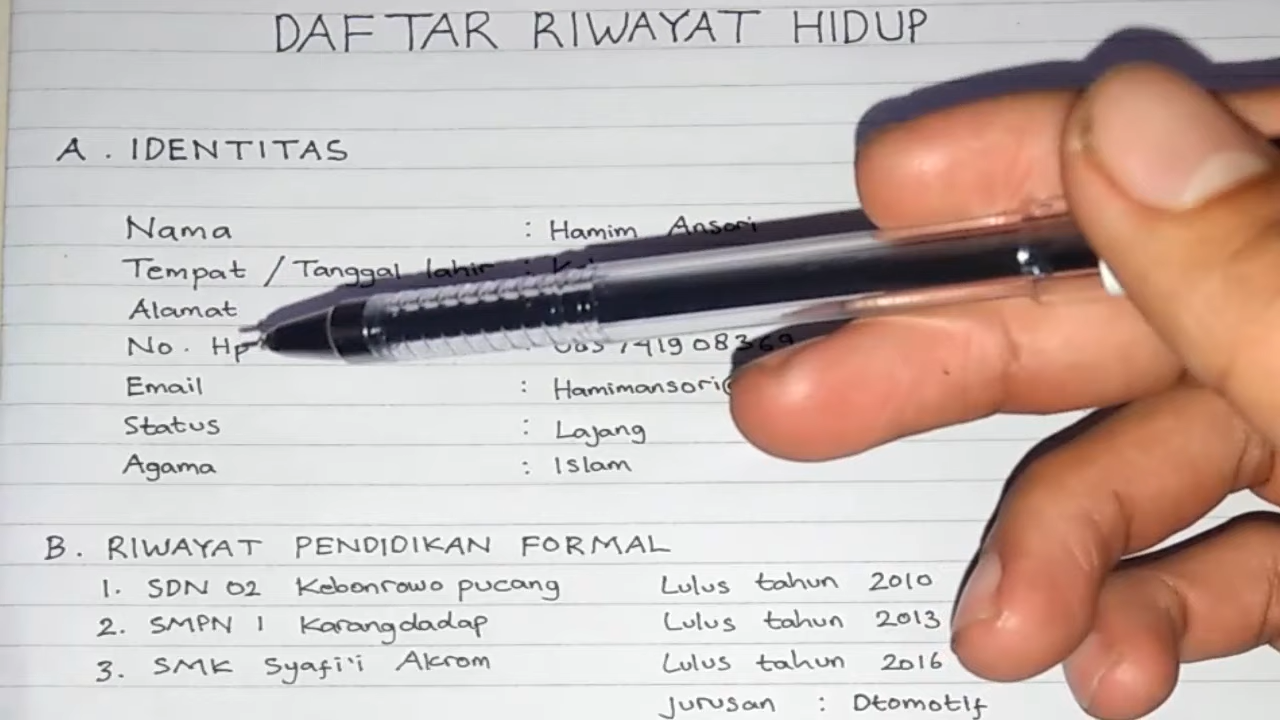 DAFTAR RIWAYAT HIDUP
A. IDENTITAS
Nama : Hamim Ansori
Tempat / Tanggal lahir :
Alamat
No. Hp : 085741908369
Email : Hamimansori@
Status : Lajang
Agama : Islam
B. RIWAYAT PENDIDIKAN FORMAL
1. SDN 02 Kebonrowo pucang Lulus tahun 2010
2. SMPN 1 Karangdadap Lulus tahun 2013
3. SMK Syafi'i Akrom Lulus tahun 2016
Jurusan : Otomotif